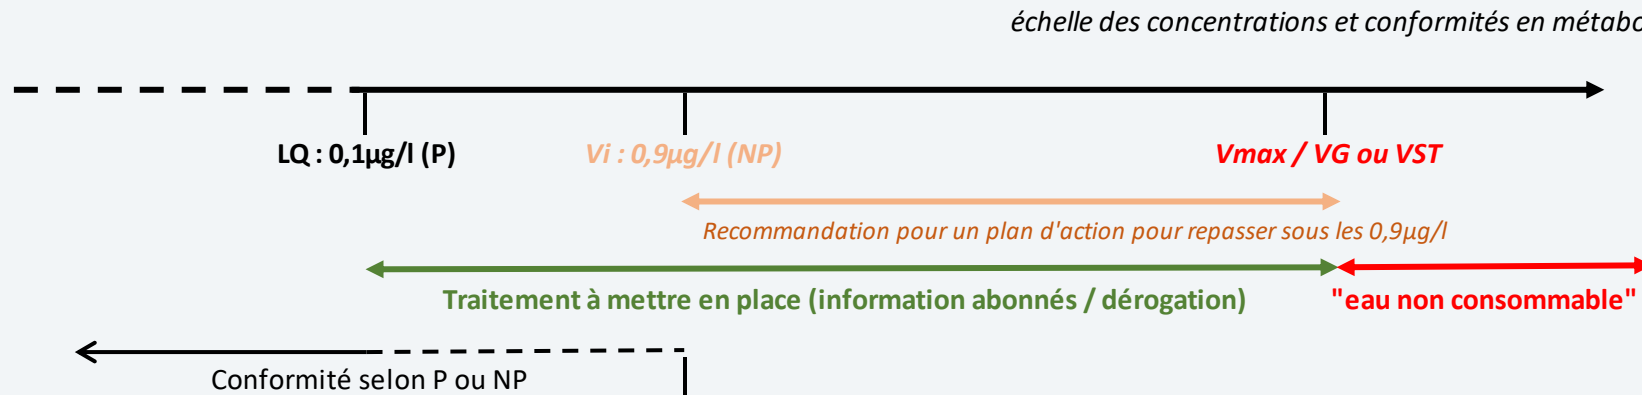 échelle des concentrations et conformités en métabo
LQ : 0,1µg/l (P)
Vi : 0,9µg/l (NP)
Vmax / VG ou VST
Recommandation pour un plan d'action pour repasser sous les 0,9µg/l
Traitement à mettre en place (information abonnés / dérogation)
"eau non consommable"
Conformité selon P ou NP